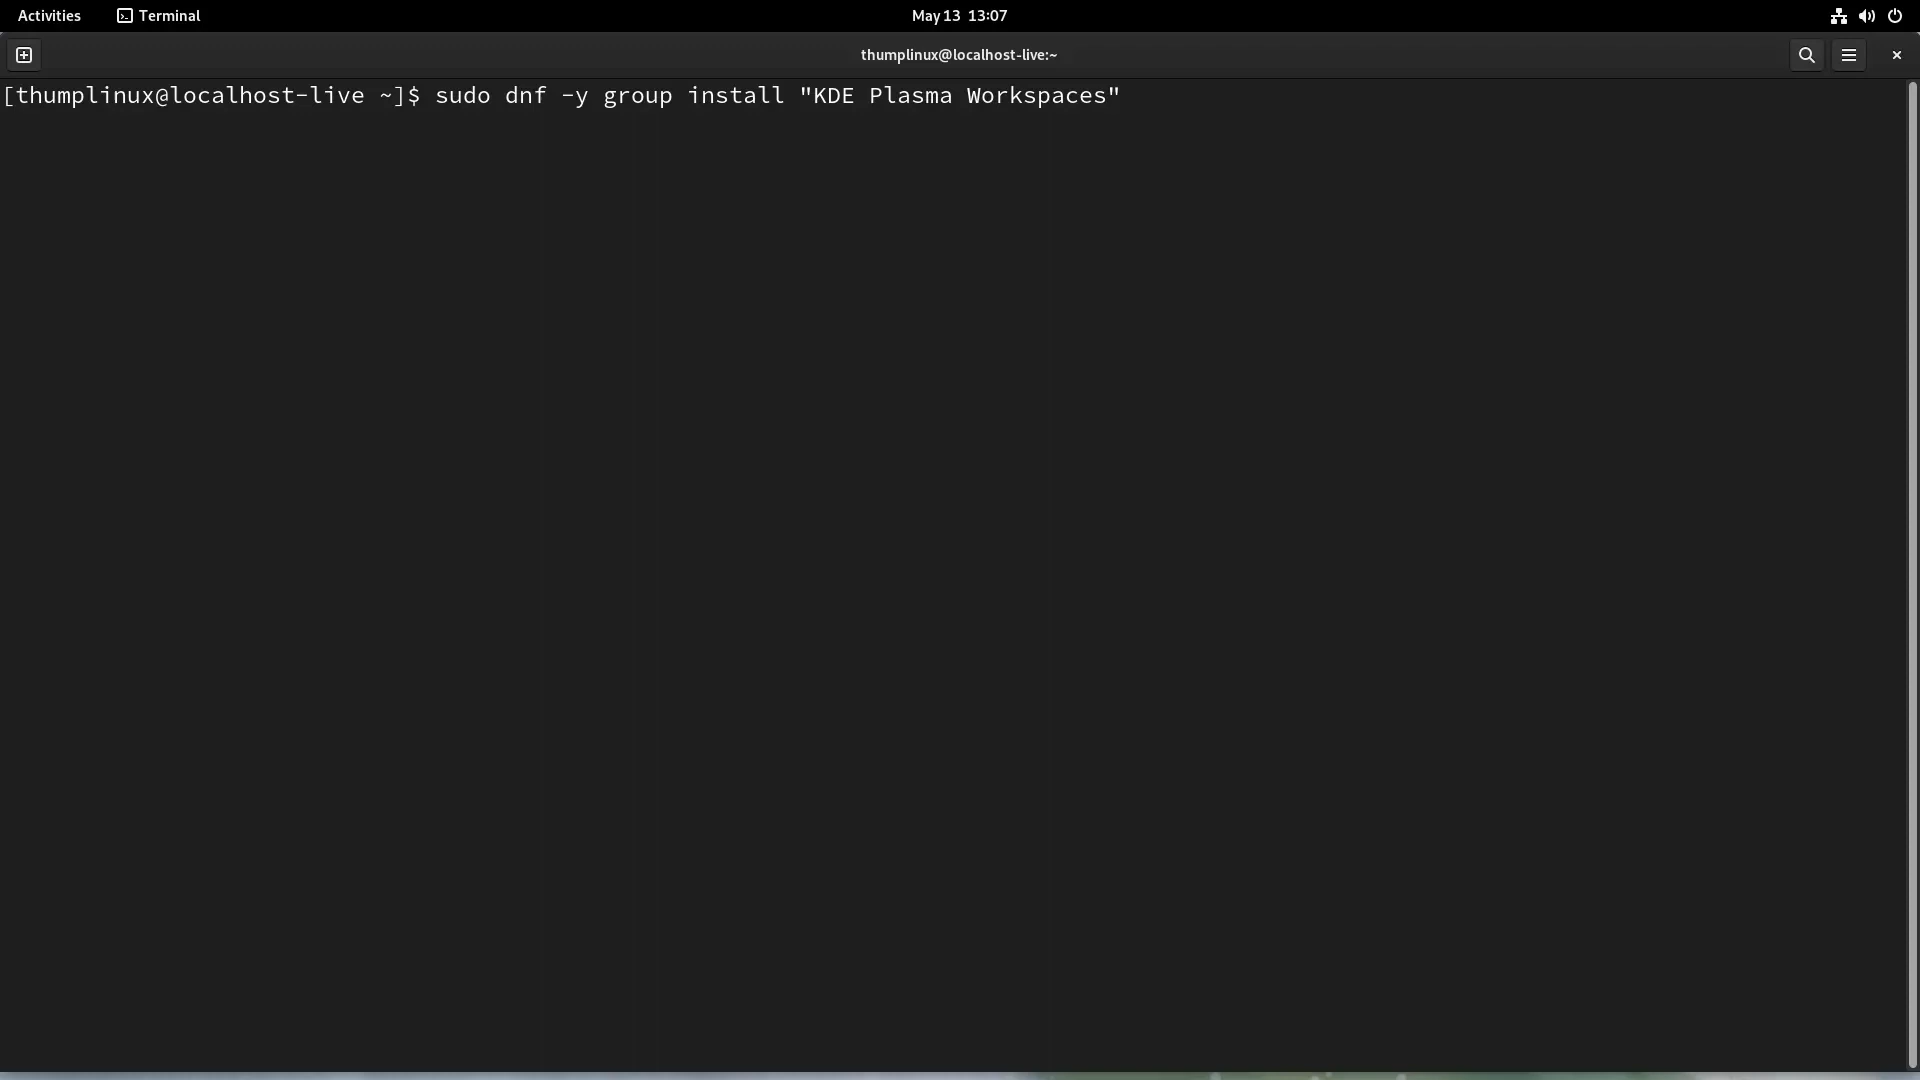 Activities Terminal May 13 13:07
thumplinux@localhost-live:~
[thumplinux@localhost-live ~]$ sudo dnf -y group install "KDE Plasma Workspaces"